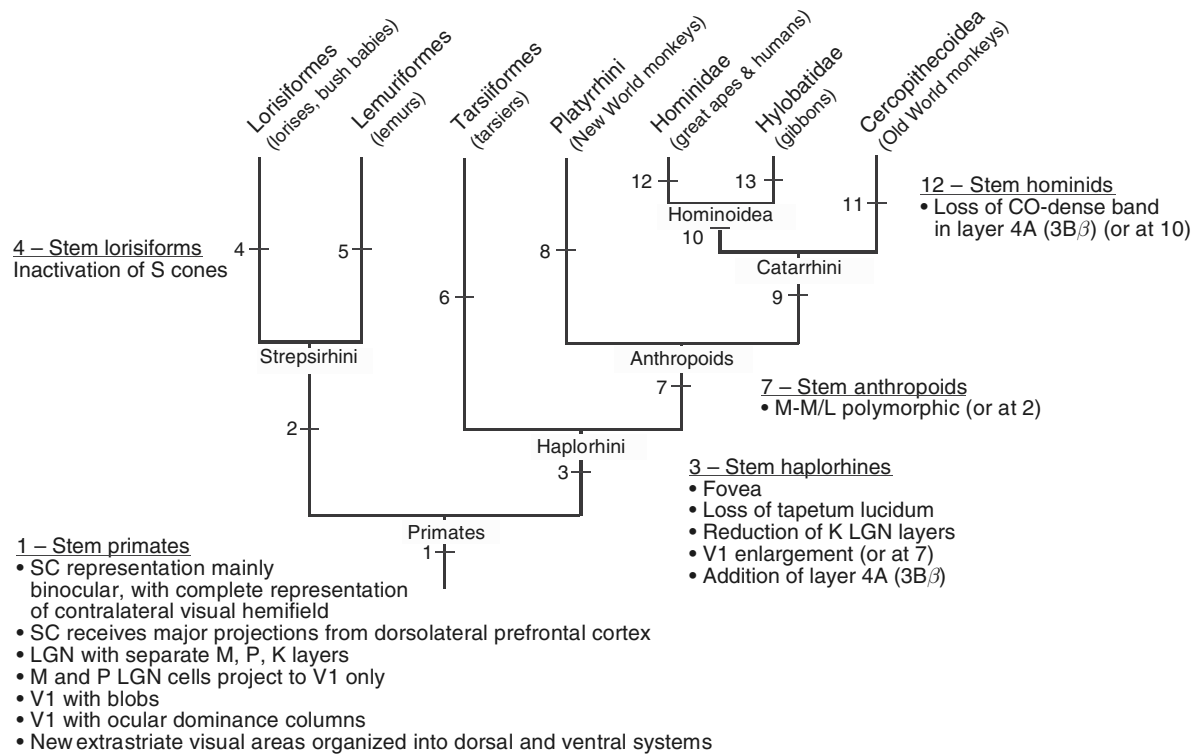 Lorisiformes
(lorises, bush babies)
Lemuriformes
(lemurs)
Tarsiiformes
(tarsiers)
Platyrrhini
(New World monkeys)
Hominidae
(great apes & humans)
Hylobatidae
(gibbons)
Cercopithecoidea
(Old World monkeys)
12
13
11
Hominoidea
10
12 – Stem hominids
• Loss of CO-dense band
in layer 4A (3Bβ) (or at 10)
4 – Stem lorisiforms
Inactivation of S cones
4
5
8
Catarrhini
6
9
Strepsirhini
Anthropoids
7
7 – Stem anthropoids
• M-M/L polymorphic (or at 2)
2
Haplorhini
3
3 – Stem haplorhines
• Fovea
• Loss of tapetum lucidum
• Reduction of K LGN layers
• V1 enlargement (or at 7)
• Addition of layer 4A (3Bβ)
Primates
1
1 – Stem primates
• SC representation mainly
binocular, with complete representation
of contralateral visual hemifield
• SC receives major projections from dorsolateral prefrontal cortex
• LGN with separate M, P, K layers
• M and P LGN cells project to V1 only
• V1 with blobs
• V1 with ocular dominance columns
• New extrastriate visual areas organized into dorsal and ventral systems